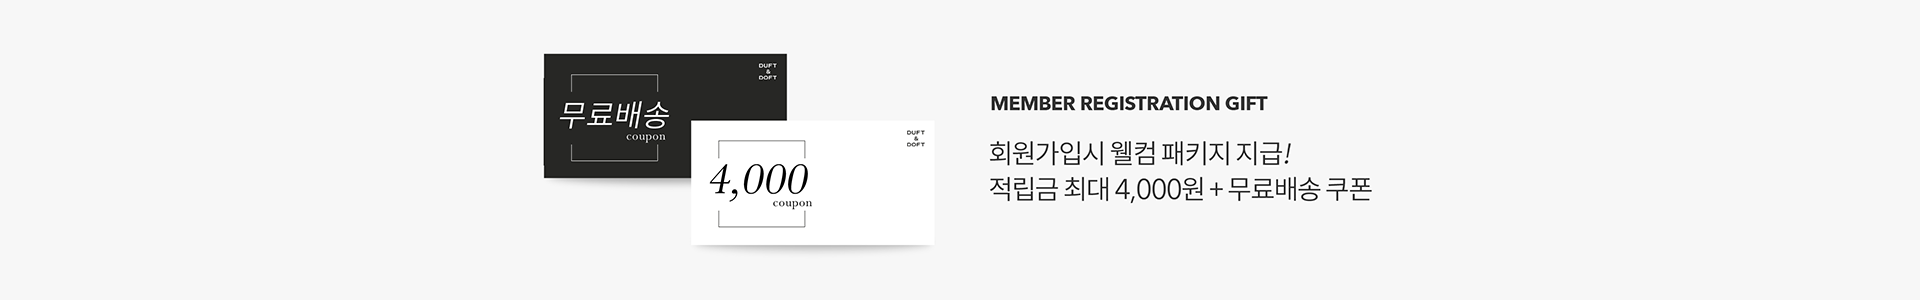 DUFT
&
DOFT
무료배송
coupon
DUFT
&
DOFT
4,000
coupon
MEMBER REGISTRATION GIFT
회원가입시 웰컴 패키지 지급!
적립금 최대 4,000원 + 무료배송 쿠폰